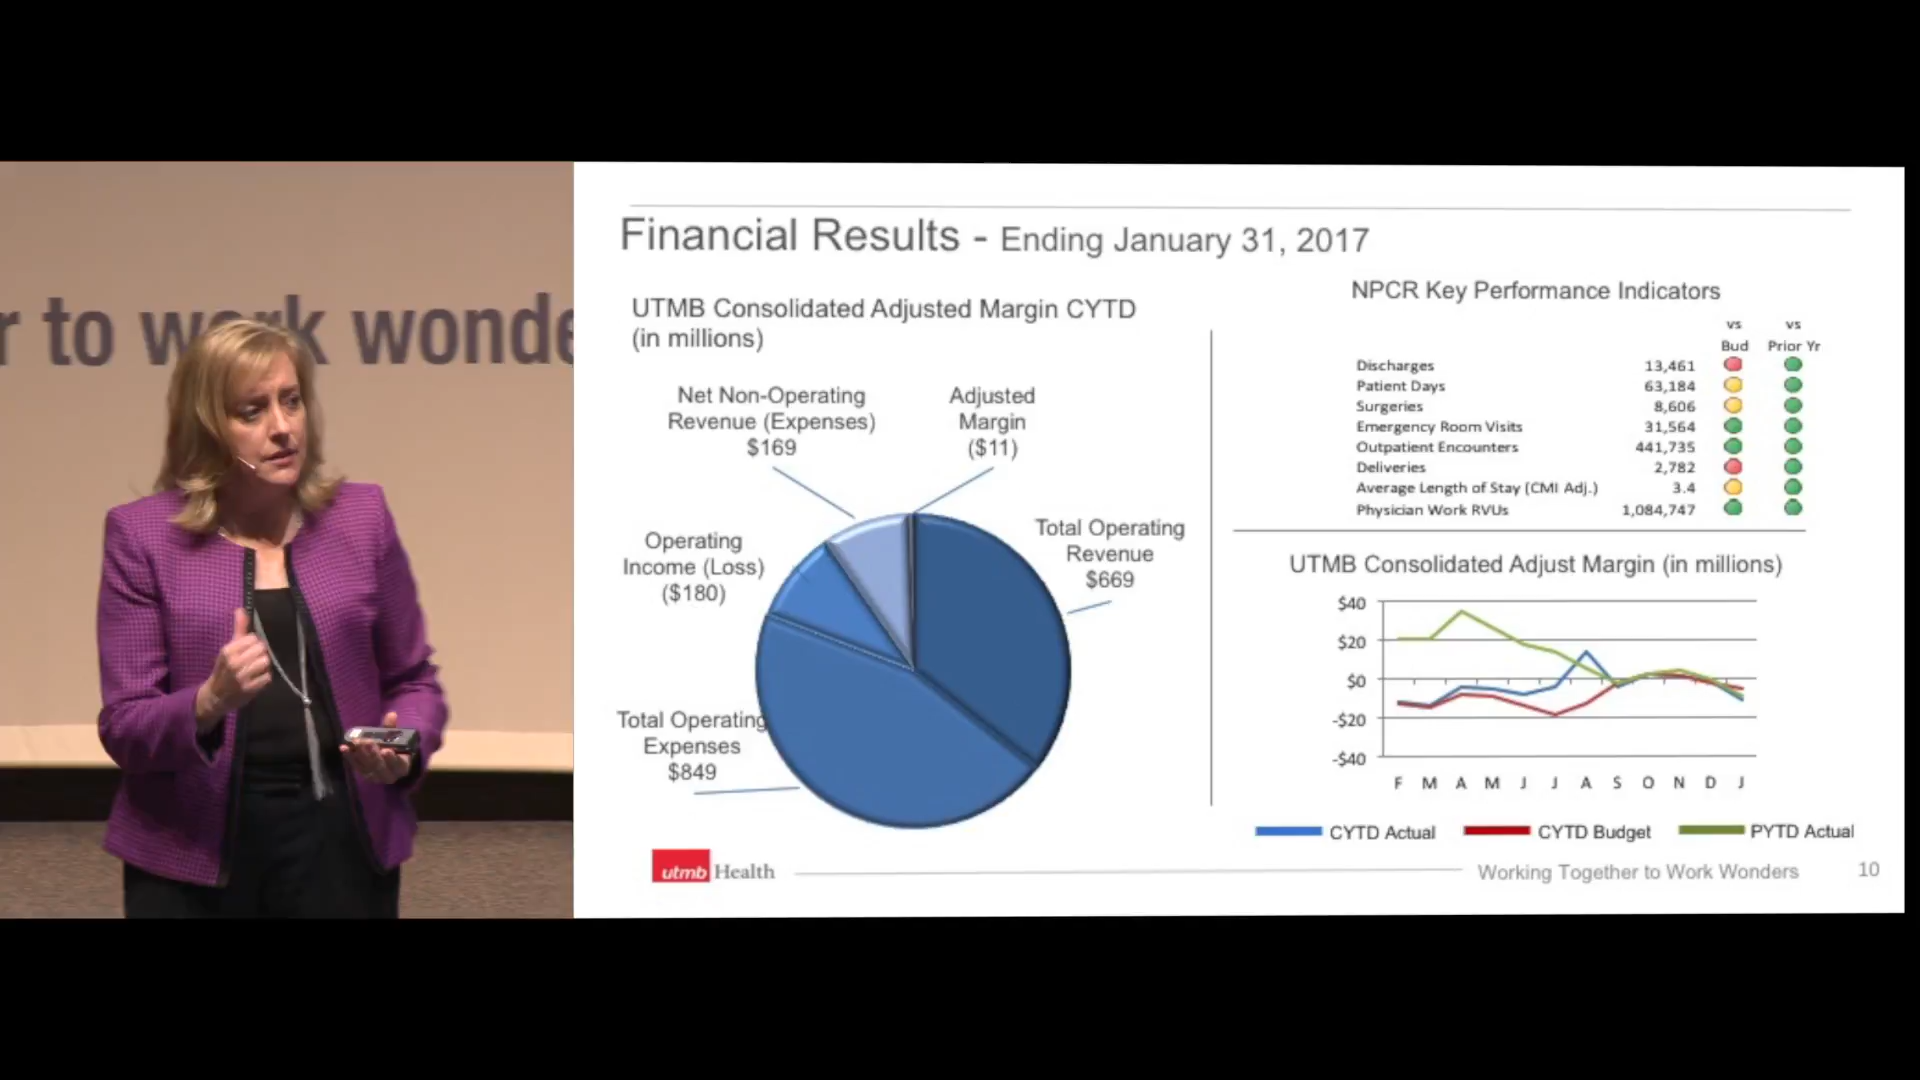 r to work wonde
Financial Results - Ending January 31, 2017
UTMB Consolidated Adjusted Margin CYTD
(in millions)
Net Non-Operating
Revenue (Expenses)
$169
Adjusted
Margin
($11)
Operating
Income (Loss)
($180)
Total Operating
Revenue
$669
Total Operating
Expenses
$849
NPCR Key Performance Indicators
vs vs
Bud Prior Yr
Discharges 13,461
Patient Days 63,184
Surgeries 8,606
Emergency Room Visits 31,564
Outpatient Encounters 441,735
Deliveries 2,782
Average Length of Stay (CMI Adj.) 3.4
Physician Work RVUs 1,084,747
UTMB Consolidated Adjust Margin (in millions)
$40
$20
$0
-$20
-$40
F M A M J J A S O N D J
CYTD Actual CYTD Budget PYTD Actual
utmb Health
Working Together to Work Wonders 10